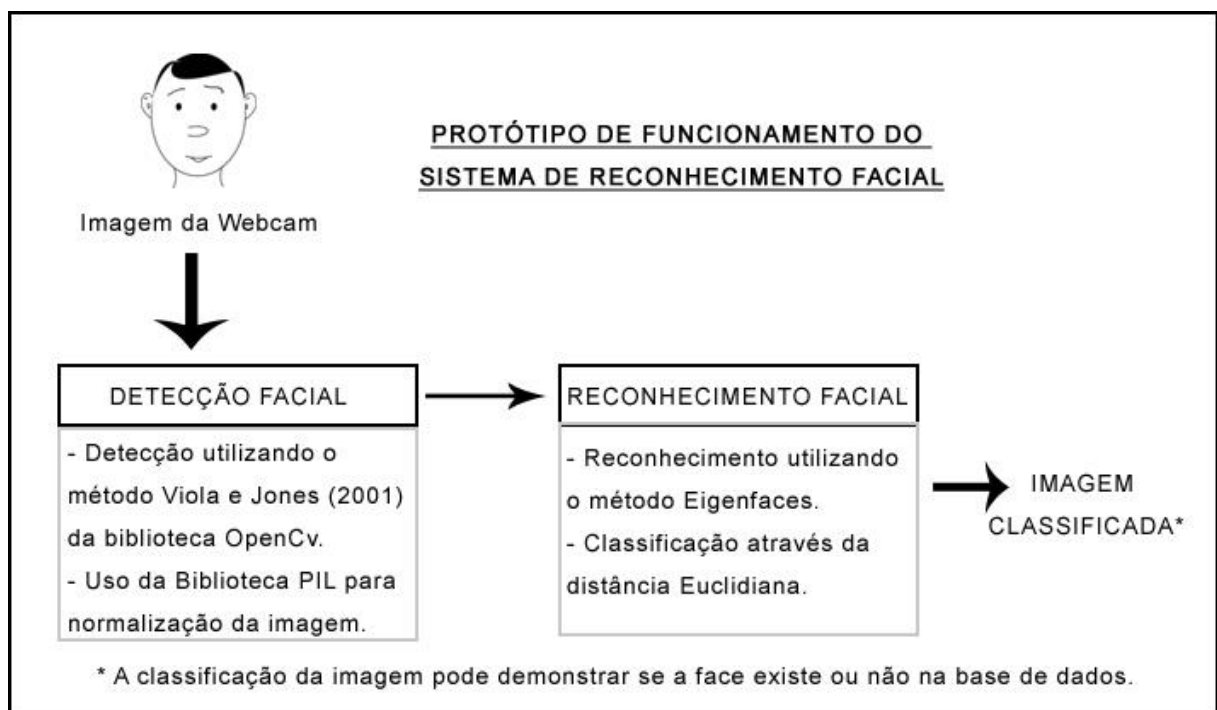 PROTÓTIPO DE FUNCIONAMENTO DO
SISTEMA DE RECONHECIMENTO FACIAL
Imagem da Webcam
DETECÇÃO FACIAL
- Detecção utilizando o
método Viola e Jones (2001)
da biblioteca OpenCv.
- Uso da Biblioteca PIL para
normalização da imagem.
RECONHECIMENTO FACIAL
- Reconhecimento utilizando
o método Eigenfaces.
- Classificação através da
distância Euclidiana.
IMAGEM
CLASSIFICADA*
* A classificação da imagem pode demonstrar se a face existe ou não na base de dados.